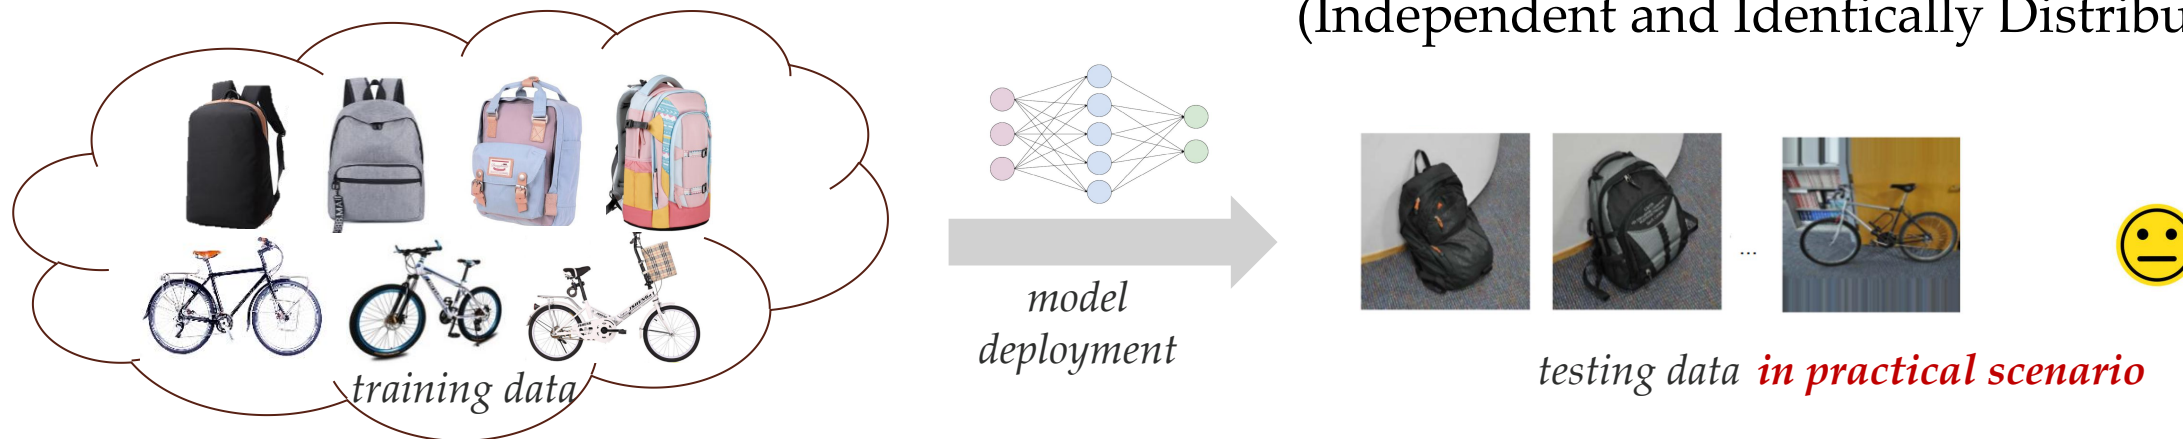 (Independent and Identically Distribu
model
deployment
...
testing data in practical scenario
training data